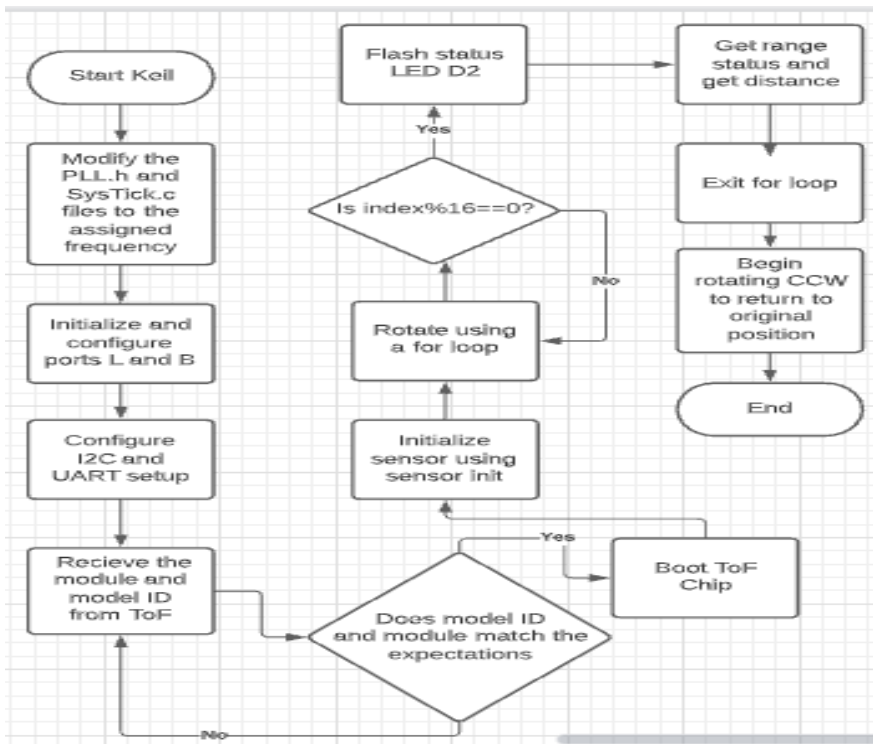 Start Keil
Modify the
PLL.h and
SysTick.c
files to the
assigned
frequency
Initialize and
configure
ports L and B
Configure
I2C and
UART setup
Recieve the
module and
model ID
from ToF
Does model ID
and module match the
expectations
No
Yes
Boot ToF
Chip
Initialize
sensor using
sensor init
Rotate using
a for loop
Is index%16==0?
No
Yes
Flash status
LED D2
Get range
status and
get distance
Exit for loop
Begin
rotating CCW
to return to
original
position
End